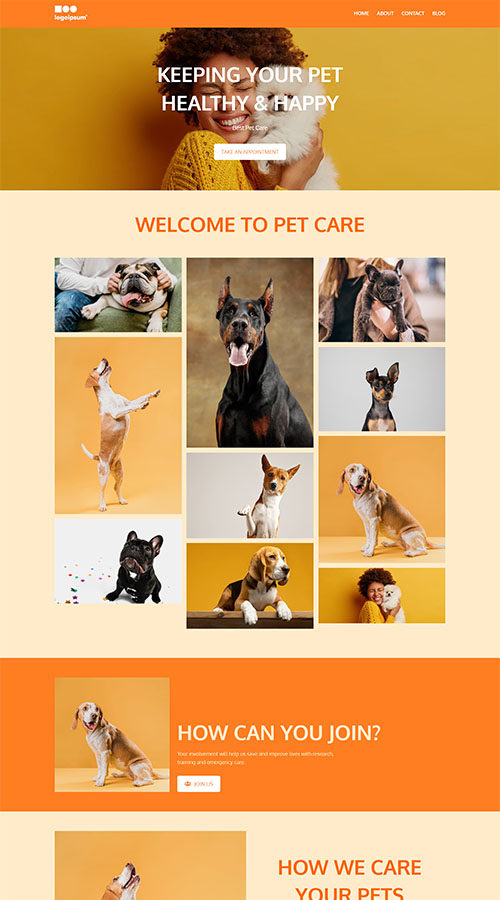 logoipsum®
HOME ABOUT CONTACT BLOG
KEEPING YOUR PET
HEALTHY & HAPPY
Best Pet Care
TAKE AN APPOINTMENT
WELCOME TO PET CARE
HOW CAN YOU JOIN?
Your involvement will help us save and improve lives with research,
training and emergency care.
JOIN US
HOW WE CARE
YOUR PETS